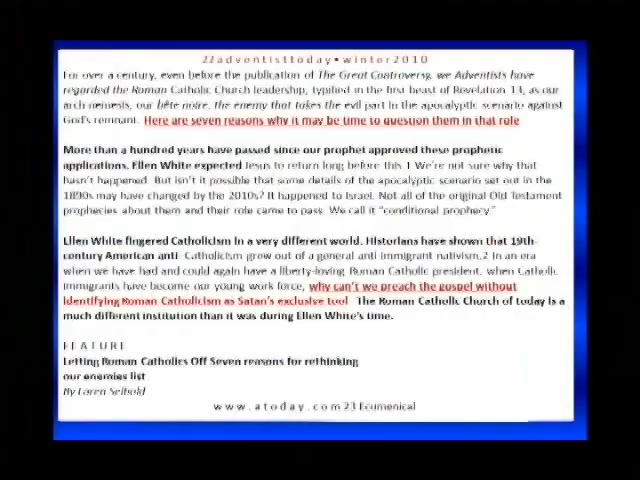 22adventisttoday•winter2010
For over a century, even before the publication of The Great Controversy, we Adventists have
regarded the Roman Catholic Church leadership, typified in the first beast of Revelation 13, as our
arch nemesis, our bête noire, the enemy that takes the evil part in the apocalyptic scenario against
God's remnant. Here are seven reasons why it may be time to question them in that role
More than a hundred years have passed since our prophet approved these prophetic
applications. Ellen White expected Jesus to return long before this 1 We're not sure why that
hasn't happened. But isn't it possible that some details of the apocalyptic scenario set out in the
1890s may have changed by the 2010s? It happened to Israel. Not all of the original Old Testament
prophecies about them and their role came to pass. We call it "conditional prophecy."
Ellen White fingered Catholicism in a very different world. Historians have shown that 19th-
century American anti- Catholicism grew out of a general anti immigrant nativism.2 In an era
when we have had and could again have a liberty-loving Roman Catholic president, when Catholic
immigrants have become our young work force, why can't we preach the gospel without
identifying Roman Catholicism as Satan's exclusive tool The Roman Catholic Church of today is a
much different institution than it was during Ellen White's time.
FEATURE
Letting Roman Catholics Off Seven reasons for rethinking
our enemies list
By Loren Seibold
www.atoday.com 23 Ecumenical